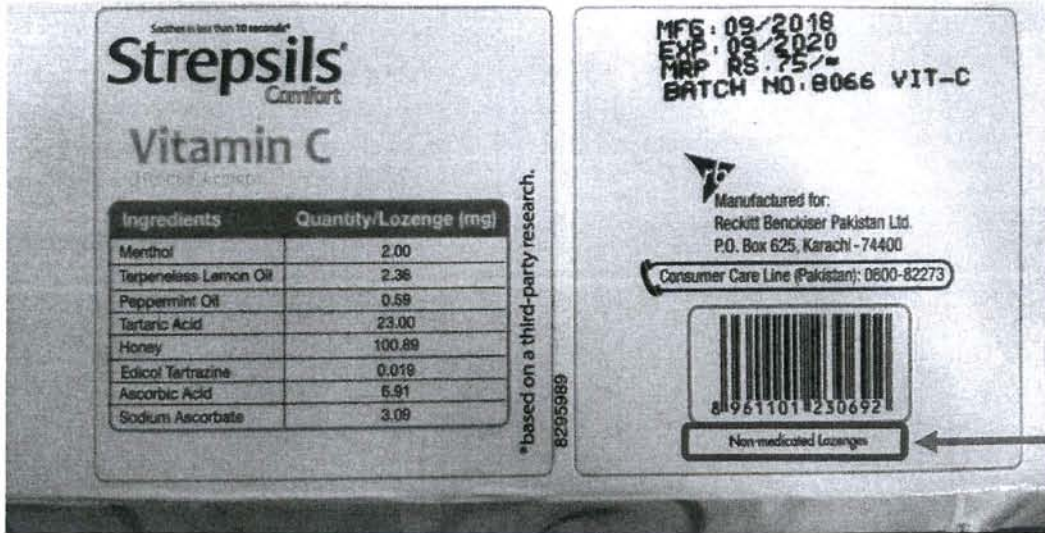 Soothes in less than 10 seconds*
Strepsils®
Comfort
Vitamin C
Ingredients Quantity/Lozenge (mg)
Menthol 2.00
Terpeneless Lemon Oil 2.36
Peppermint Oil 0.59
Tartaric Acid 23.00
Honey 100.89
Edicol Tartrazine 0.019
Ascorbic Acid 6.91
Sodium Ascorbate 3.09
*based on a third-party research.
8295989
MFG: 09/2018
EXP: 09/2020
MRP RS.75/=
BATCH NO:8066 VIT-C
rb
Manufactured for:
Reckitt Benckiser Pakistan Ltd.
P.O. Box 625, Karachi - 74400
Consumer Care Line (Pakistan): 0800-82273
8 961101 230692
Non-medicated Lozenges